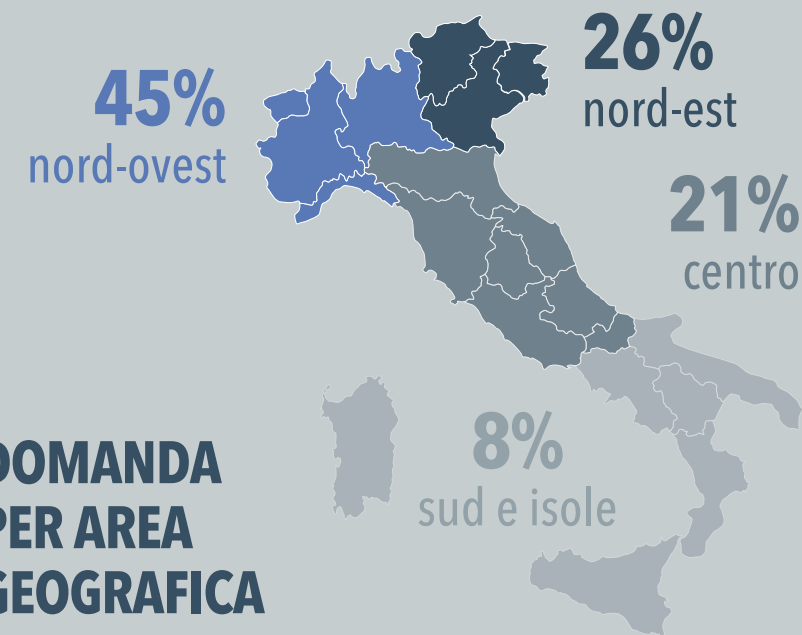 26%
nord-est
45%
nord-ovest
21%
centro
8%
sud e isole
DOMANDA
PER AREA
GEOGRAFICA